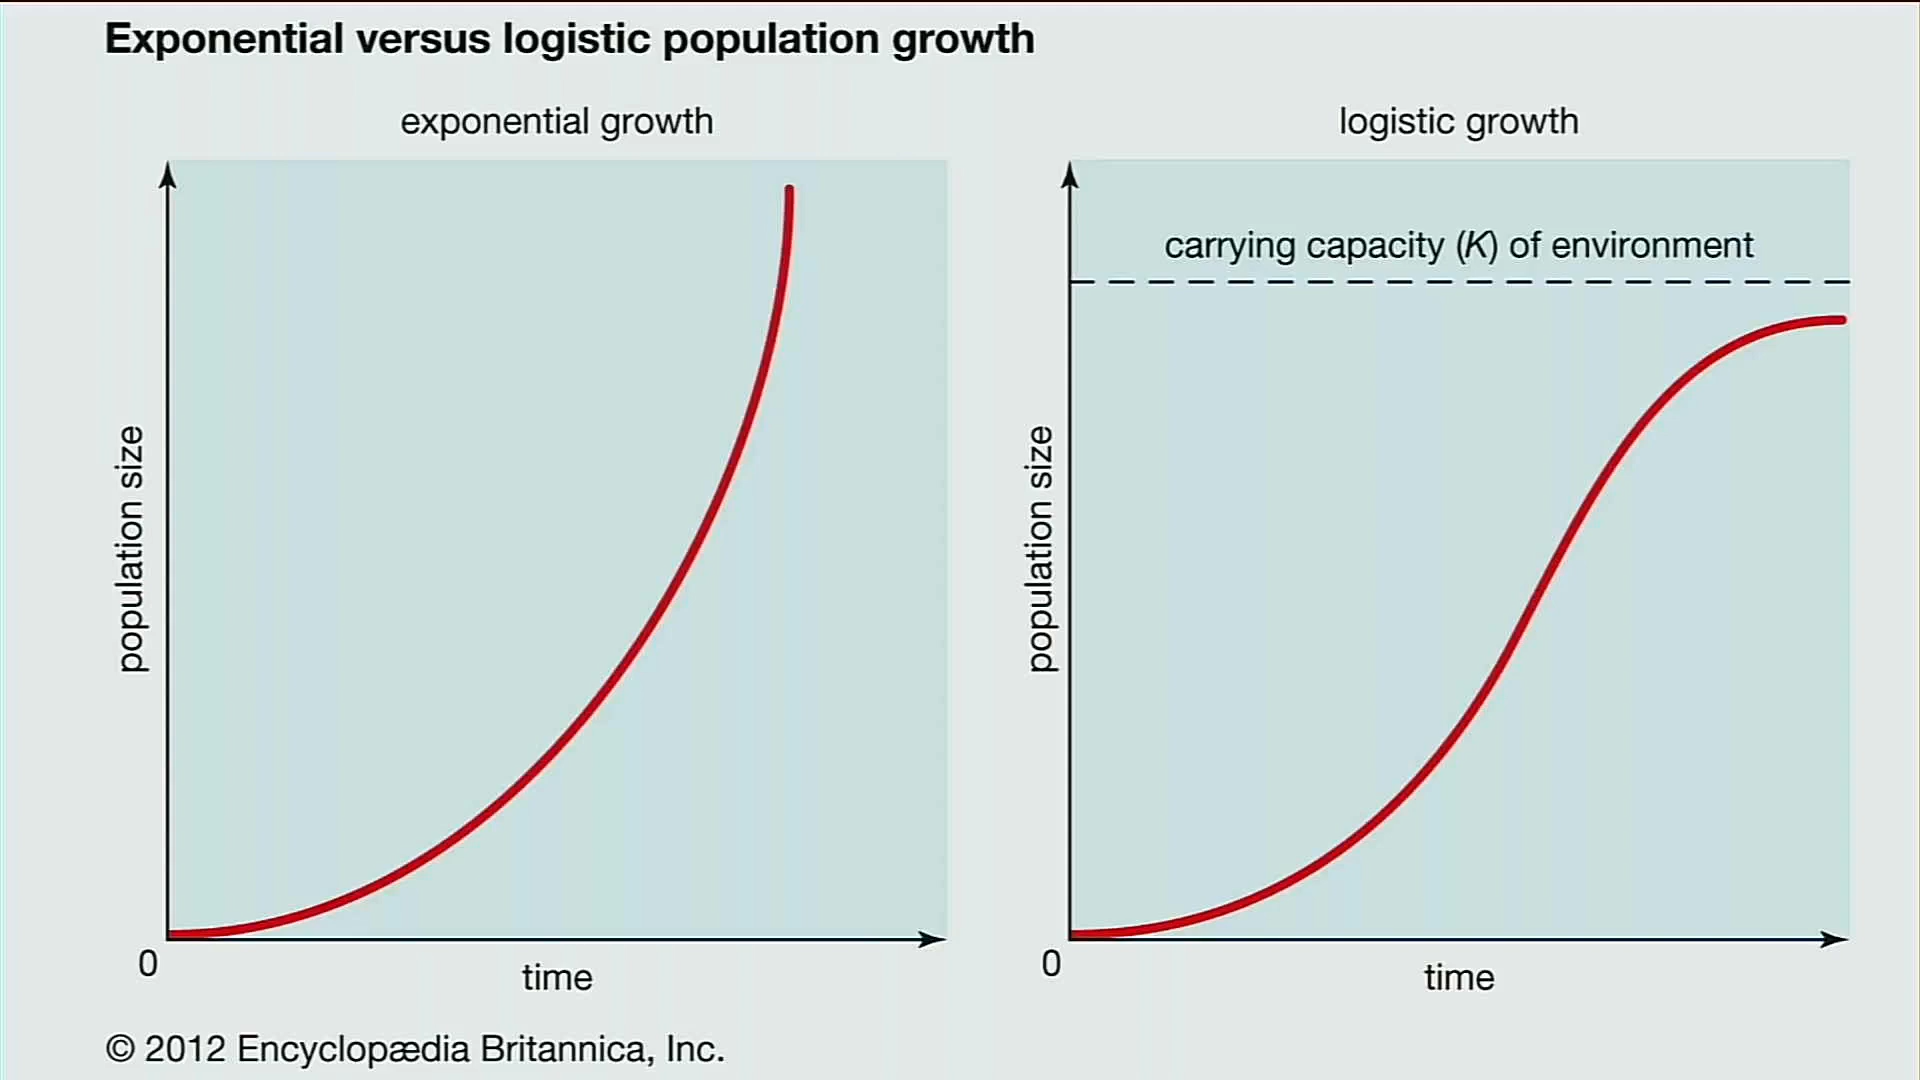 Exponential versus logistic population growth
exponential growth
population size
0
time
logistic growth
carrying capacity (K) of environment
population size
0
time
© 2012 Encyclopædia Britannica, Inc.